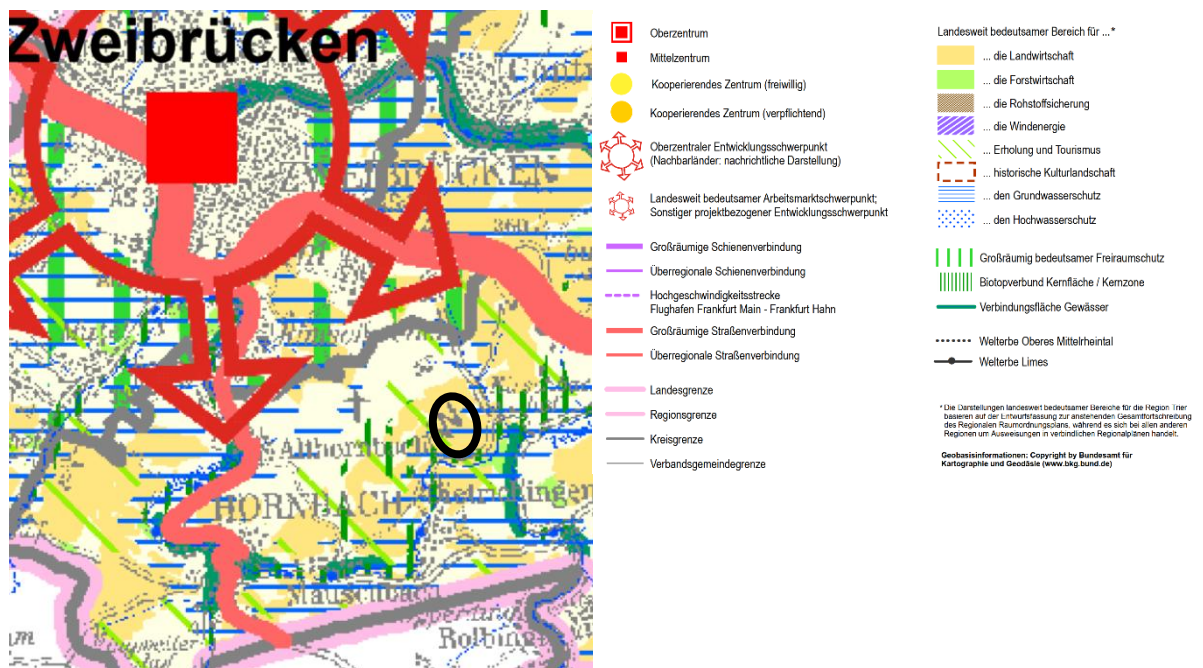 Zweibrücken
HORNBACH
Mauschbach
Oberzentrum
Mittelzentrum
Kooperierendes Zentrum (freiwillig)
Kooperierendes Zentrum (verpflichtend)
Oberzentraler Entwicklungsschwerpunkt
(Nachbarländer: nachrichtliche Darstellung)
Landesweit bedeutsamer Arbeitsmarktschwerpunkt;
Sonstiger projektbezogener Entwicklungsschwerpunkt
Großräumige Schienenverbindung
Überregionale Schienenverbindung
Hochgeschwindigkeitsstrecke
Flughafen Frankfurt Main - Frankfurt Hahn
Großräumige Straßenverbindung
Überregionale Straßenverbindung
Landesgrenze
Regionsgrenze
Kreisgrenze
Verbandsgemeindegrenze
Landesweit bedeutsamer Bereich für ...*
... die Landwirtschaft
... die Forstwirtschaft
... die Rohstoffsicherung
... die Windenergie
... Erholung und Tourismus
... historische Kulturlandschaft
... den Grundwasserschutz
... den Hochwasserschutz
Großräumig bedeutsamer Freiraumschutz
Biotopverbund Kernfläche / Kernzone
Verbindungsfläche Gewässer
Welterbe Oberes Mittelrheintal
Welterbe Limes
* Die Darstellungen landesweit bedeutsamer Bereiche für die Region Trier
basieren auf der Entwurfsfassung zur anstehenden Gesamtfortschreibung
des Regionalen Raumordnungsplans, während es sich bei allen anderen
Regionen um Ausweisungen in verbindlichen Regionalplänen handelt.
Geobasisinformationen: Copyright by Bundesamt für
Kartographie und Geodäsie (www.bkg.bund.de)